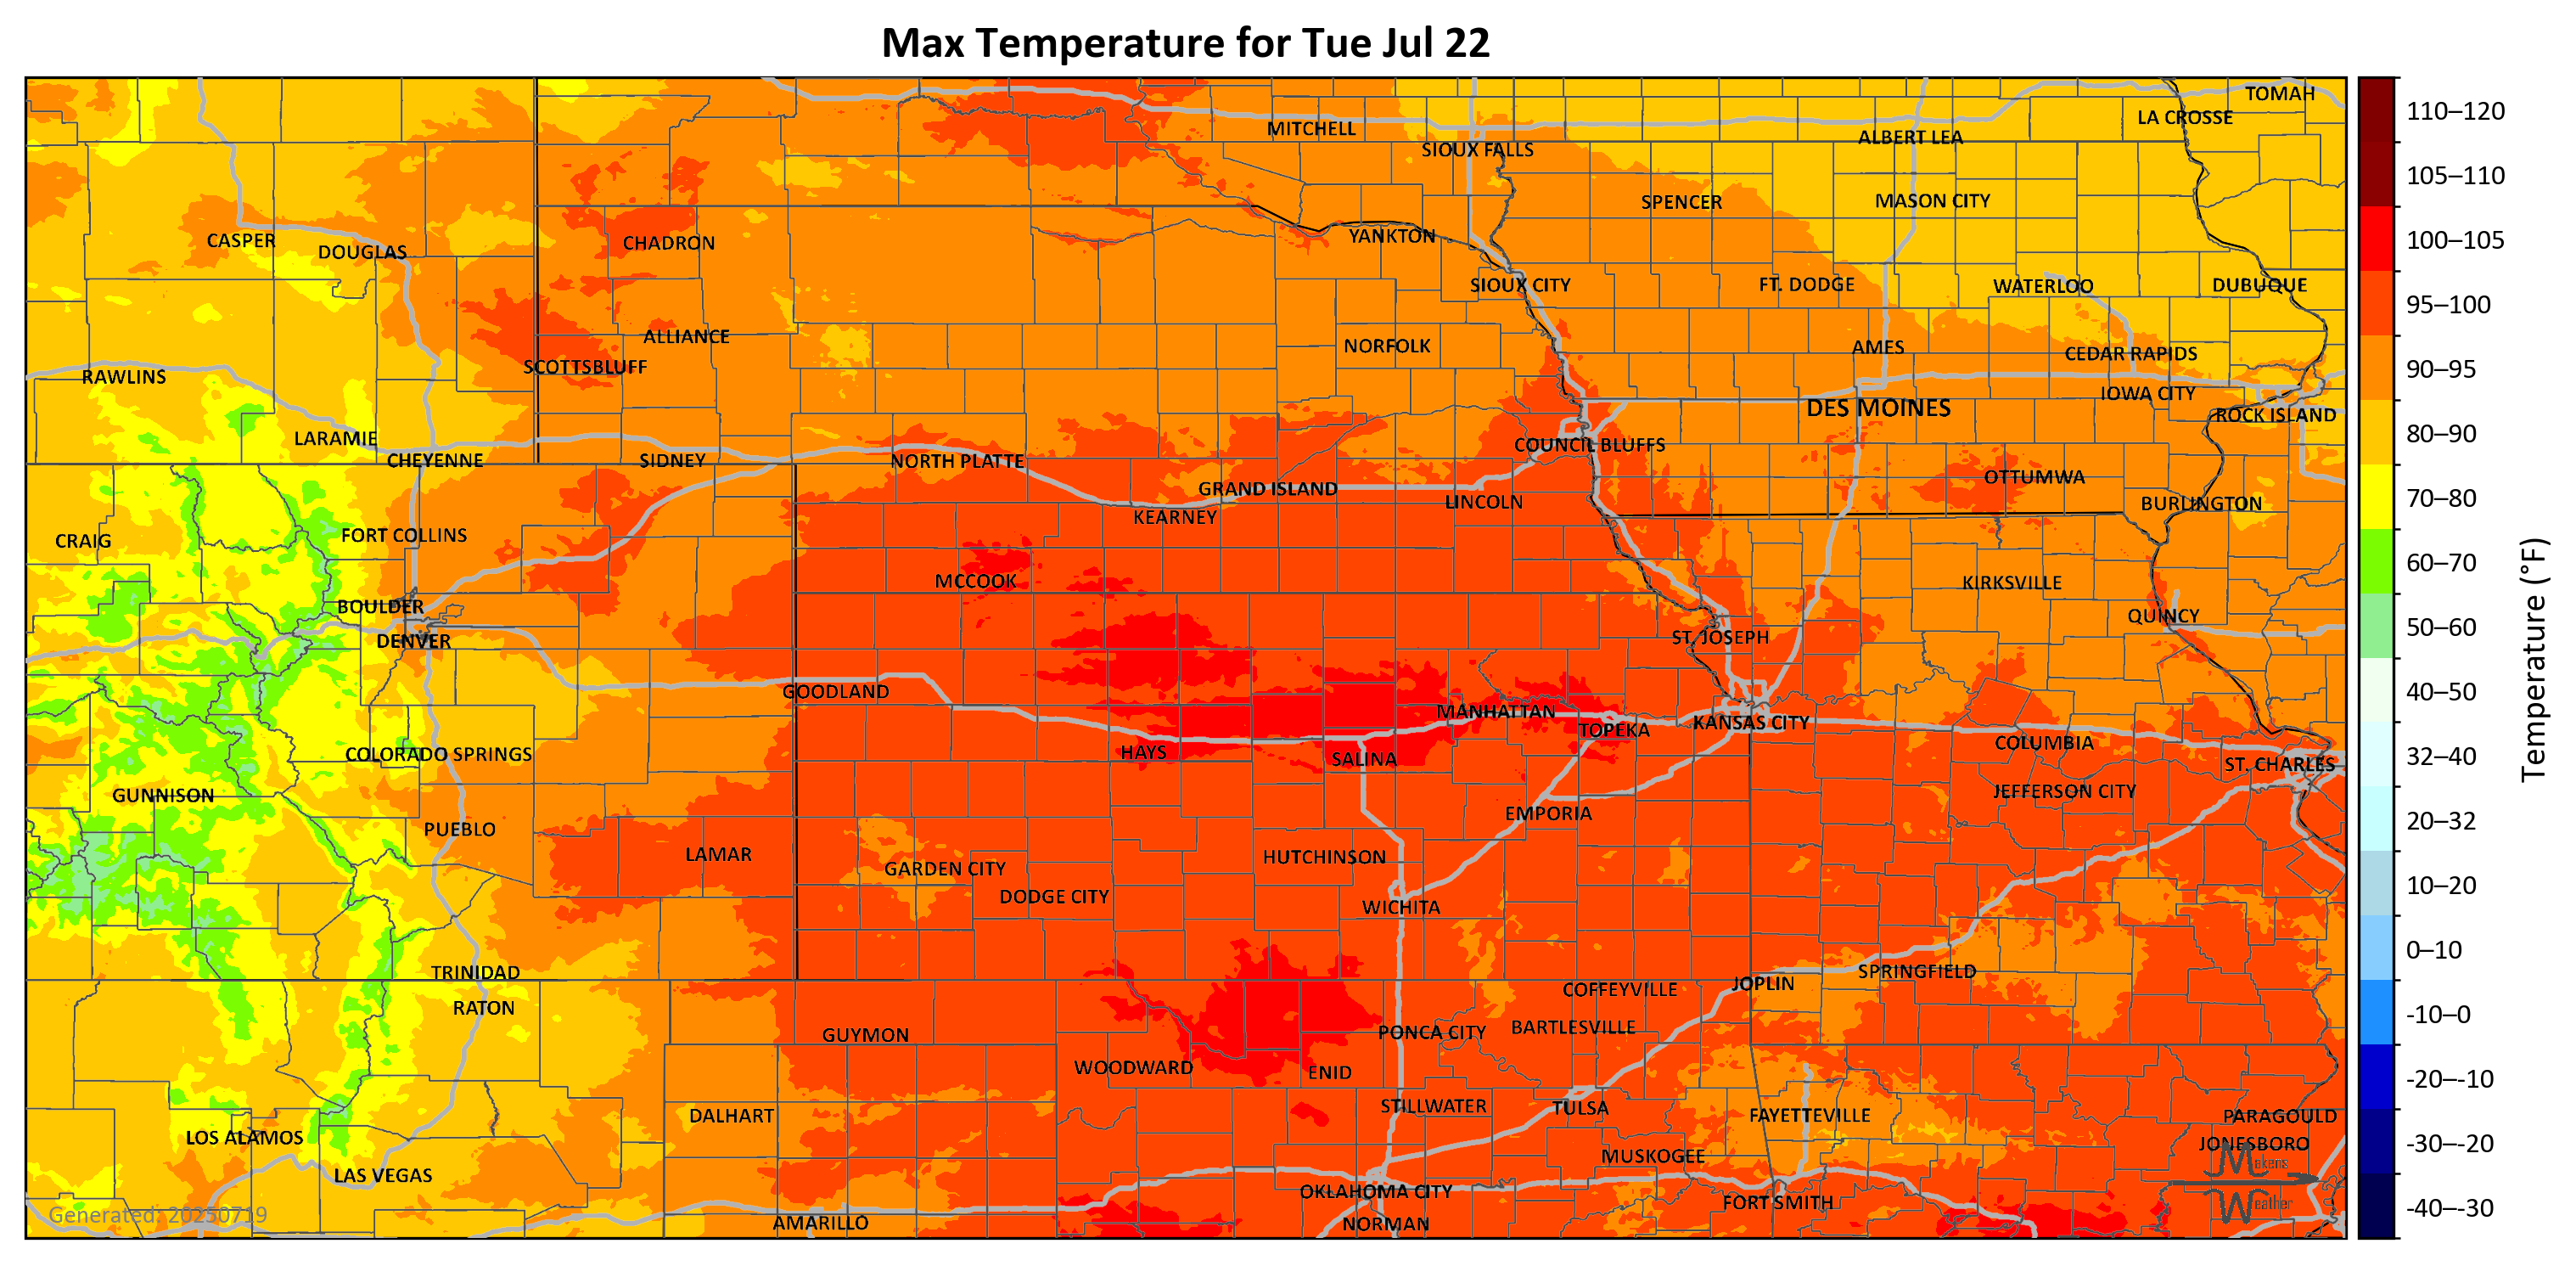 Max Temperature for Tue Jul 22
TOMAH
LA CROSSE
MITCHELL
ALBERT LEA
SIOUX FALLS
SPENCER
MASON CITY
CASPER
DOUGLAS
CHADRON
YANKTON
SIOUX CITY
FT. DODGE
WATERLOO
DUBUQUE
ALLIANCE
NORFOLK
AMES
CEDAR RAPIDS
SCOTTSBLUFF
RAWLINS
IOWA CITY
DES MOINES
ROCK ISLAND
LARAMIE
COUNCIL BLUFFS
CHEYENNE
SIDNEY
NORTH PLATTE
OTTUMWA
GRAND ISLAND
LINCOLN
BURLINGTON
KEARNEY
CRAIG
FORT COLLINS
MCCOOK
KIRKSVILLE
BOULDER
QUINCY
DENVER
ST. JOSEPH
GOODLAND
MANHATTAN
TOPEKA
KANSAS CITY
COLUMBIA
COLORADO SPRINGS
HAYS
SALINA
ST. CHARLES
GUNNISON
JEFFERSON CITY
EMPORIA
PUEBLO
LAMAR
HUTCHINSON
GARDEN CITY
DODGE CITY
WICHITA
TRINIDAD
SPRINGFIELD
JOPLIN
COFFEYVILLE
RATON
GUYMON
PONCA CITY
BARTLESVILLE
WOODWARD
ENID
STILLWATER
TULSA
DALHART
FAYETTEVILLE
PARAGOULD
LOS ALAMOS
JONESBORO
MUSKOGEE
LAS VEGAS
OKLAHOMA CITY
FORT SMITH
AMARILLO
NORMAN
Generated: 20250719
Makens
Weather
110–120
105–110
100–105
95–100
90–95
80–90
70–80
60–70
50–60
40–50
32–40
20–32
10–20
0–10
-10–0
-20–-10
-30–-20
-40–-30
Temperature (°F)